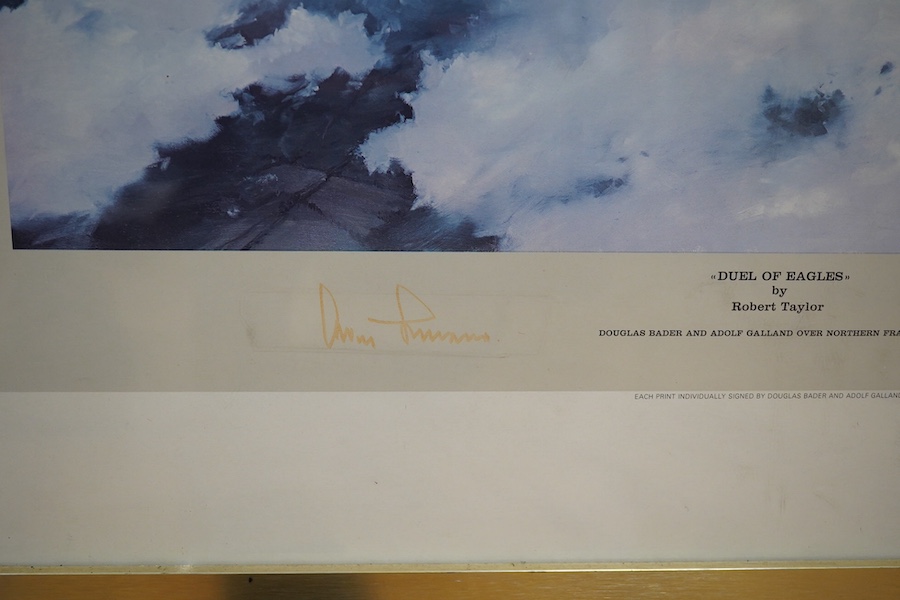 «DUEL OF EAGLES»
by
Robert Taylor
DOUGLAS BADER AND ADOLF GALLAND OVER NORTHERN FRA
EACH PRINT INDIVIDUALLY SIGNED BY DOUGLAS BADER AND ADOLF GALLAND